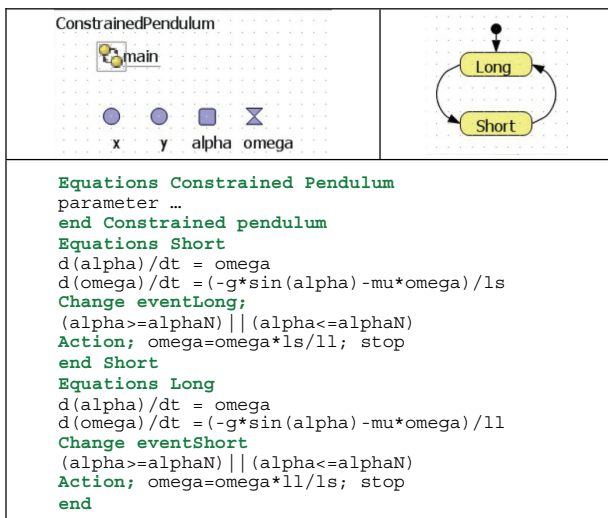 ConstrainedPendulum
main
x y alpha omega
Long
Short
Equations Constrained Pendulum
parameter …
end Constrained pendulum
Equations Short
d(alpha)/dt = omega
d(omega)/dt =(-g*sin(alpha)-mu*omega)/ls
Change eventLong;
(alpha>=alphaN)||(alpha<=alphaN)
Action; omega=omega*ls/ll; stop
end Short
Equations Long
d(alpha)/dt = omega
d(omega)/dt =(-g*sin(alpha)-mu*omega)/ll
Change eventShort
(alpha>=alphaN)||(alpha<=alphaN)
Action; omega=omega*ll/ls; stop
end